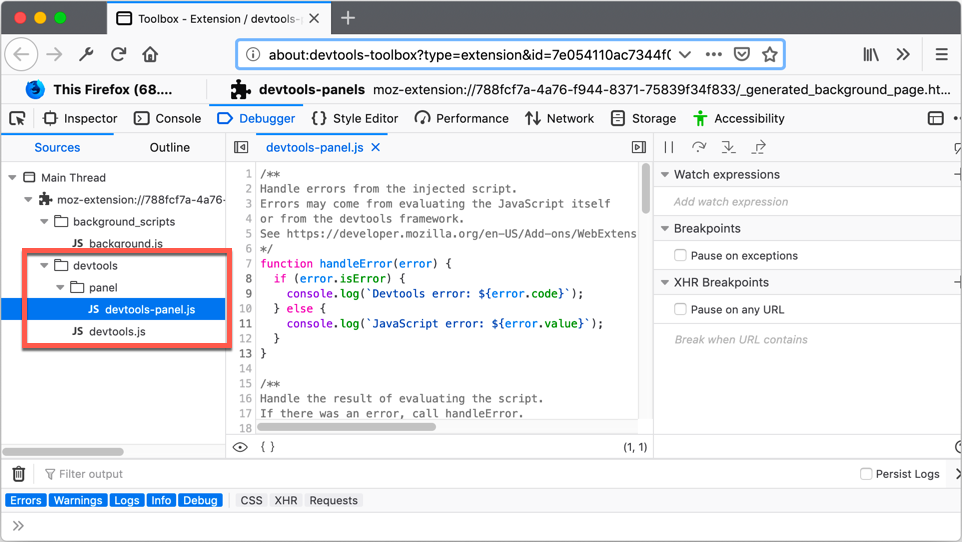 Toolbox - Extension / devtools-
about:devtools-toolbox?type=extension&id=7e054110ac7344f0
This Firefox (68.... devtools-panels moz-extension://788fcf7a-4a76-f944-8371-75839f34f833/_generated_background_page.ht...
Inspector Console Debugger {} Style Editor Performance Network Storage Accessibility
Sources Outline devtools-panel.js
Main Thread
moz-extension://788fcf7a-4a76-
background_scripts
JS background.js
devtools
panel
JS devtools-panel.js
JS devtools.js
1 /**
2 Handle errors from the injected script.
3 Errors may come from evaluating the JavaScript itself
4 or from the devtools framework.
5 See https://developer.mozilla.org/en-US/Add-ons/WebExtens
6 */
7 function handleError(error) {
8 if (error.isError) {
9 console.log(`Devtools error: ${error.code}`);
10 } else {
11 console.log(`JavaScript error: ${error.value}`);
12 }
13 }
14
15 /**
16 Handle the result of evaluating the script.
17 If there was an error, call handleError.
18
{ } (1, 1)
Watch expressions
Add watch expression
Breakpoints
Pause on exceptions
XHR Breakpoints
Pause on any URL
Break when URL contains
Filter output Persist Logs
Errors Warnings Logs Info Debug CSS XHR Requests